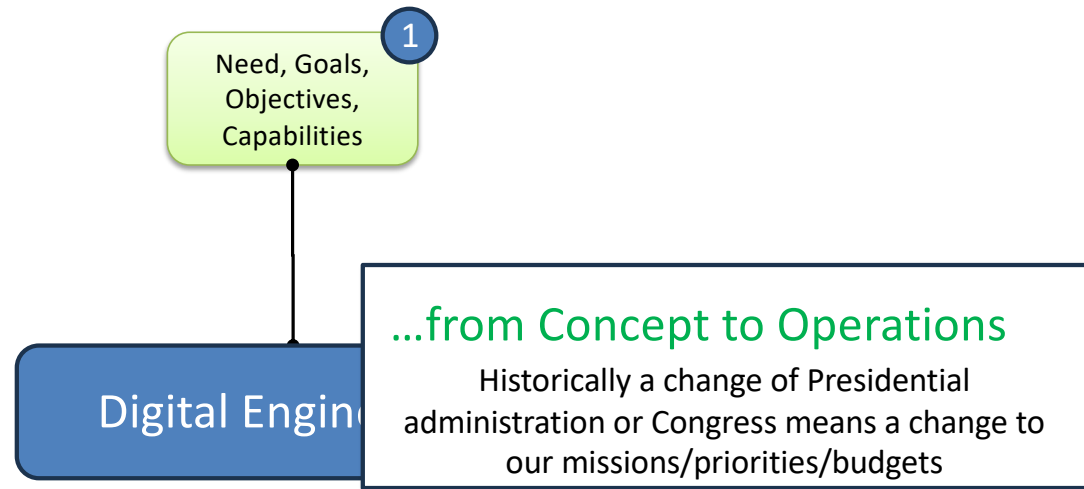 1
Need, Goals,
Objectives,
Capabilities
...from Concept to Operations
Historically a change of Presidential
administration or Congress means a change to
our missions/priorities/budgets
Digital